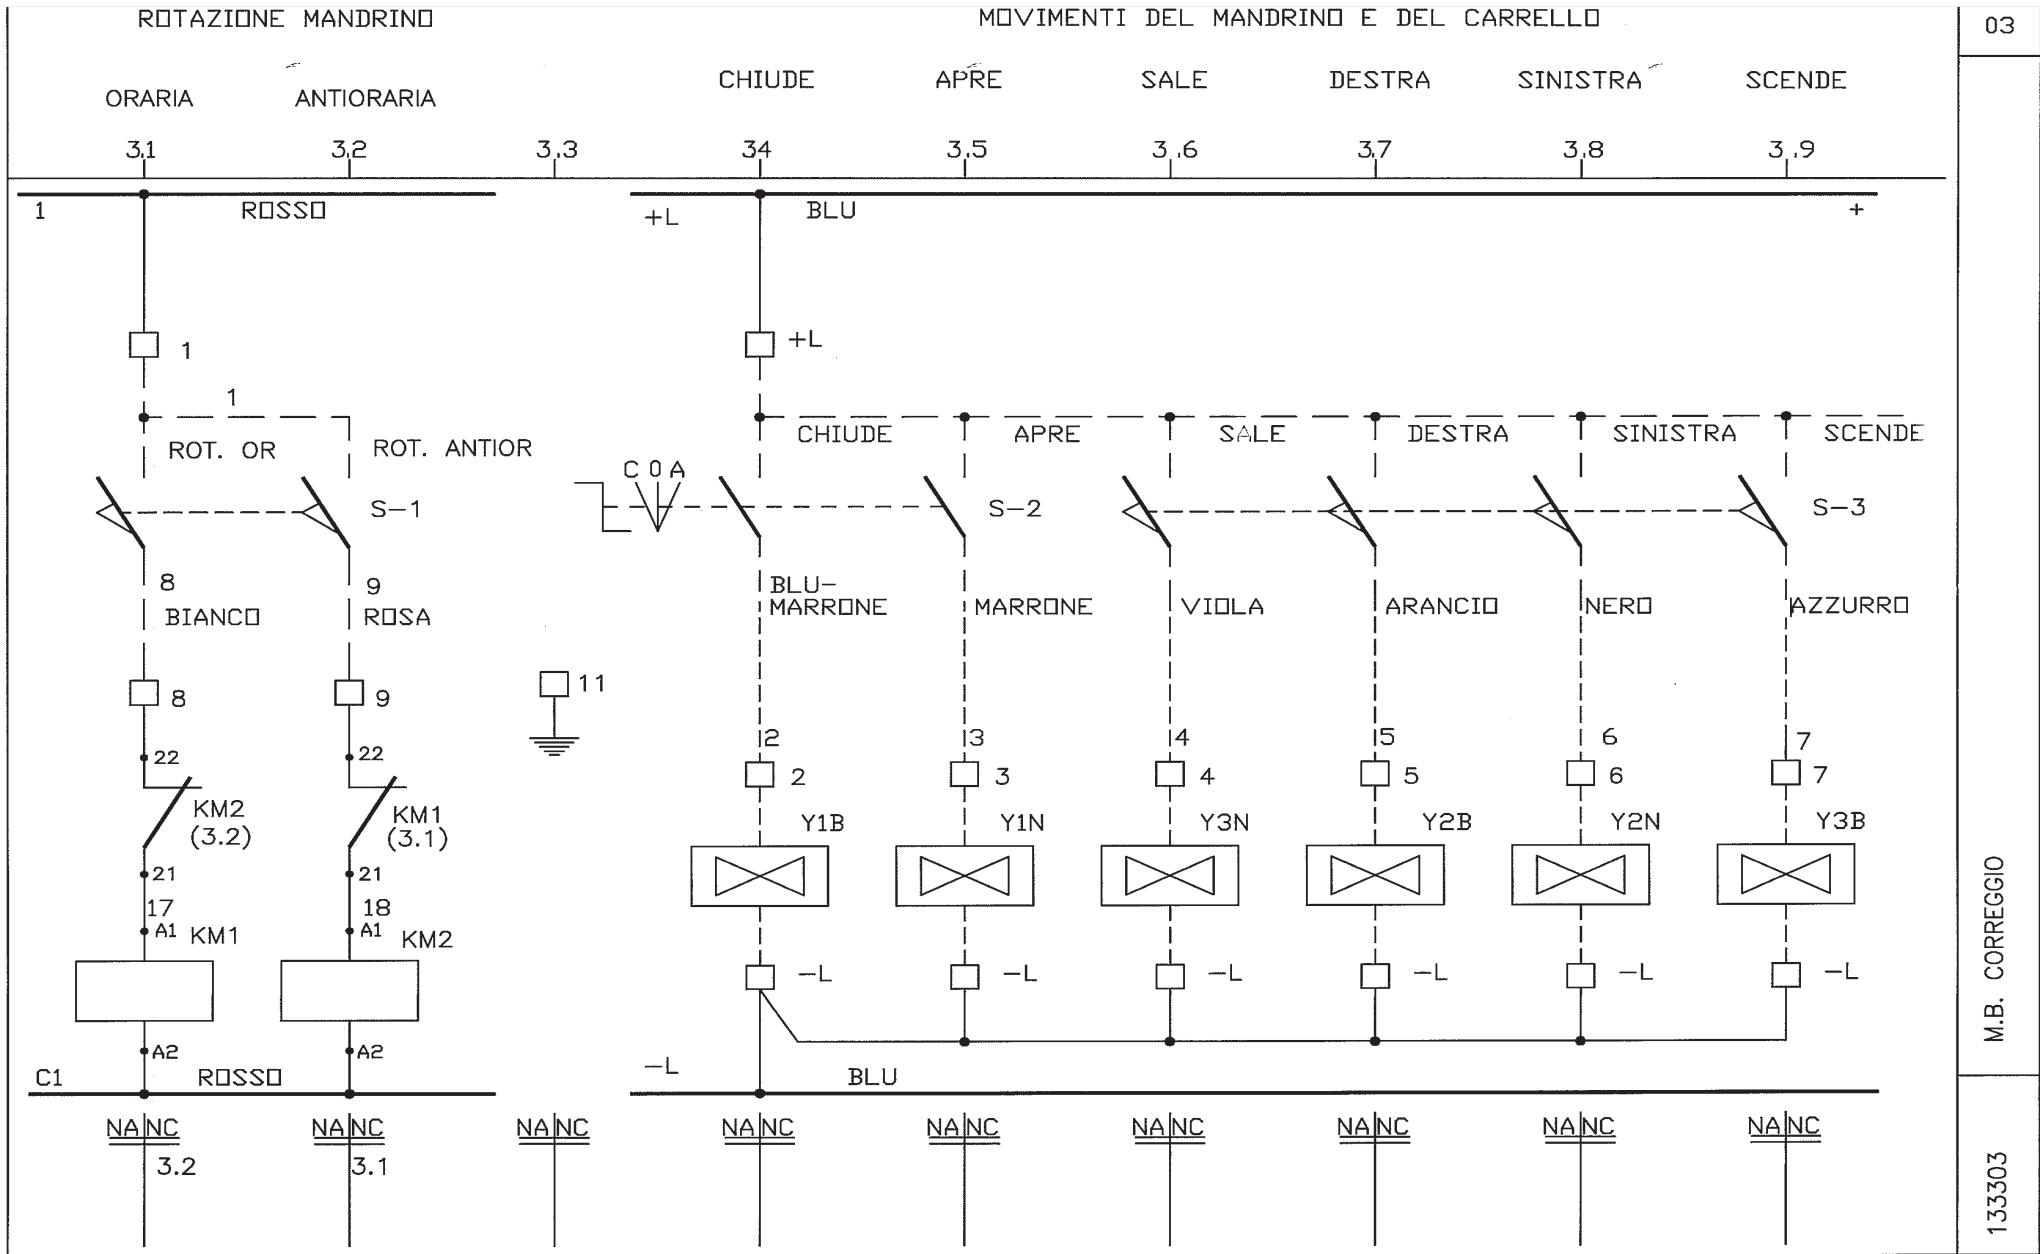 ROTAZIONE MANDRINO MOVIMENTI DEL MANDRINO E DEL CARRELLO 03
ORARIA ANTIORARIA CHIUDE APRE SALE DESTRA SINISTRA SCENDE
3.1 3.2 3.3 34 3.5 3.6 3.7 3.8 3.9
1 ROSSO +L BLU +
1 +L
1
ROT. OR ROT. ANTIOR CHIUDE APRE SALE DESTRA SINISTRA SCENDE
C O A
S-1 S-2 S-3
8 9
BLU-
BIANCO ROSA MARRONE MARRONE VIOLA ARANCIO NERO AZZURRO
8 9 11
2 3 4 5 6 7
22 22 2 3 4 5 6 7
KM2 KM1 Y1B Y1N Y3N Y2B Y2N Y3B
(3.2) (3.1)
21 21
17 18
A1 KM1 A1 KM2
-L -L -L -L -L -L
A2 A2
C1 ROSSO -L BLU
NA NC NA NC NA NC NA NC NA NC NA NC NA NC NA NC NA NC
3.2 3.1
M.B. CORREGGIO
133303